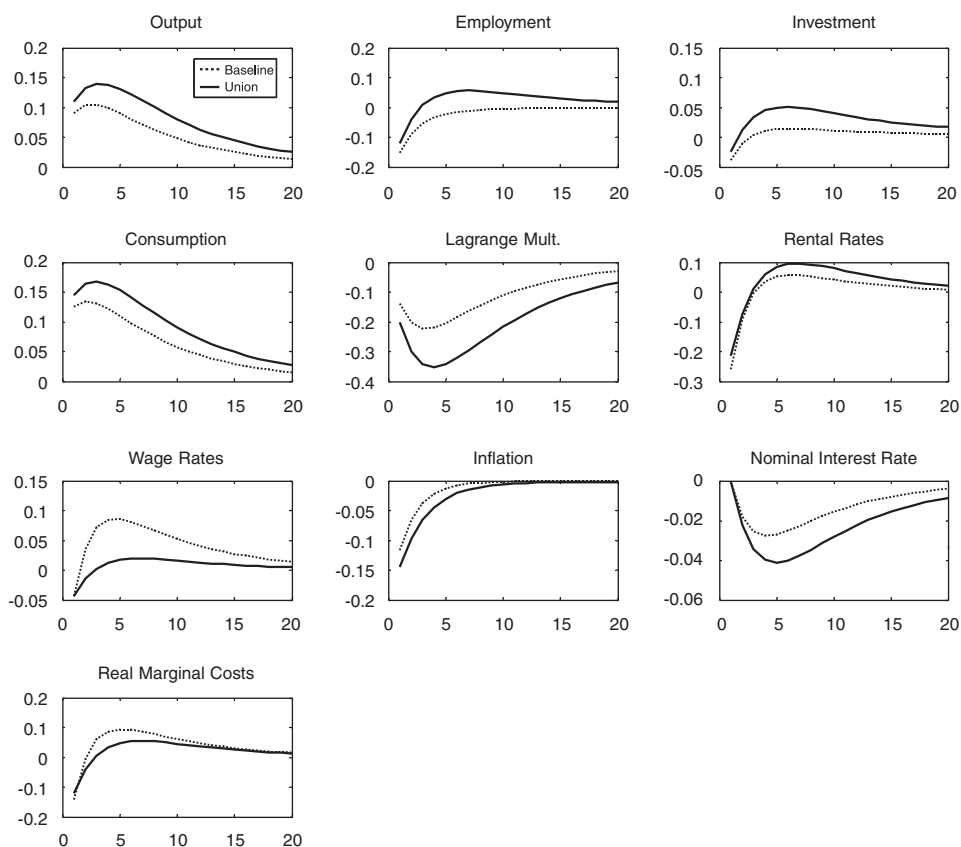 Output
Employment
Investment
0.2
0.15
0.1
0.05
0
0 5 10 15 20
Baseline
Union
0.2
0.1
0
-0.1
-0.2
0 5 10 15 20
0.15
0.1
0.05
0
-0.05
0 5 10 15 20
Consumption
Lagrange Mult.
Rental Rates
0.2
0.15
0.1
0.05
0
0 5 10 15 20
0
-0.1
-0.2
-0.3
-0.4
0 5 10 15 20
0.1
0
-0.1
-0.2
-0.3
0 5 10 15 20
Wage Rates
Inflation
Nominal Interest Rate
0.15
0.1
0.05
0
-0.05
0 5 10 15 20
0
-0.05
-0.1
-0.15
-0.2
0 5 10 15 20
0
-0.02
-0.04
-0.06
0 5 10 15 20
Real Marginal Costs
0.2
0.1
0
-0.1
-0.2
0 5 10 15 20